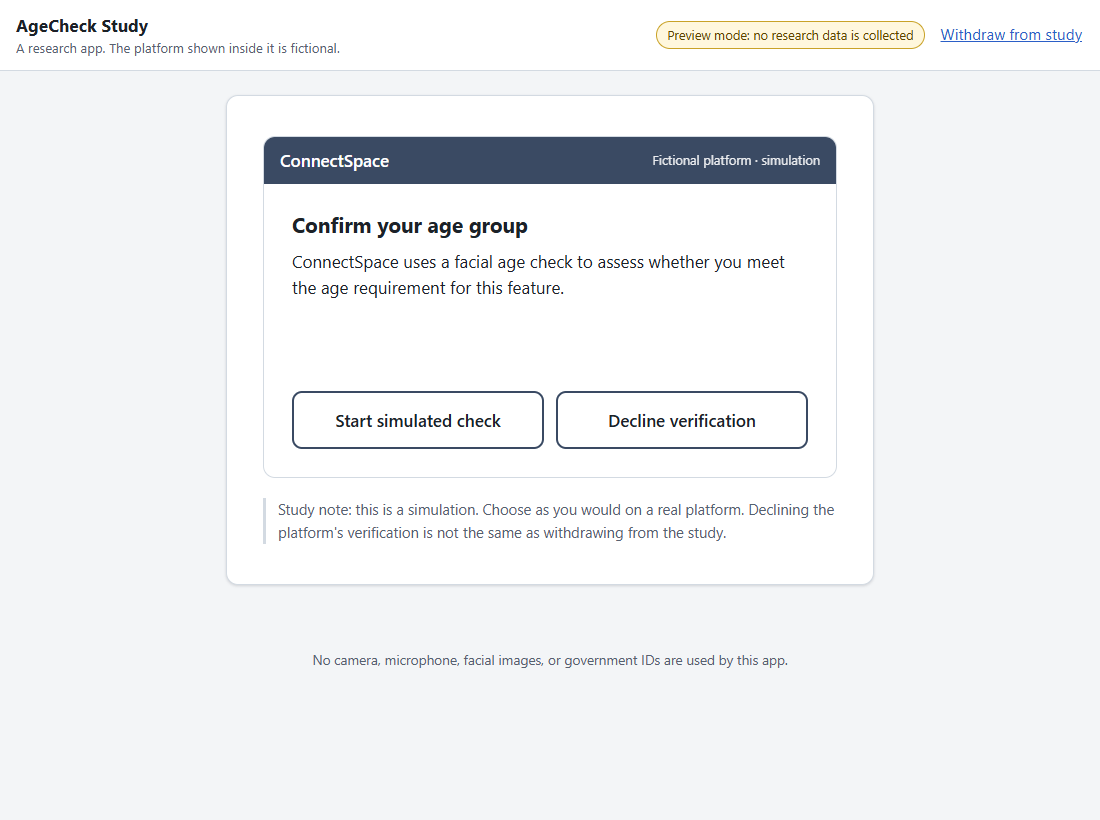 AgeCheck Study
A research app. The platform shown inside it is fictional.
Preview mode: no research data is collected
Withdraw from study
ConnectSpace
Fictional platform · simulation
Confirm your age group
ConnectSpace uses a facial age check to assess whether you meet
the age requirement for this feature.
Start simulated check
Decline verification
Study note: this is a simulation. Choose as you would on a real platform. Declining the
platform's verification is not the same as withdrawing from the study.
No camera, microphone, facial images, or government IDs are used by this app.